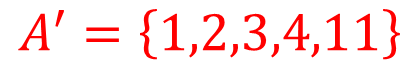 A′ = {1,2,3,4,11}